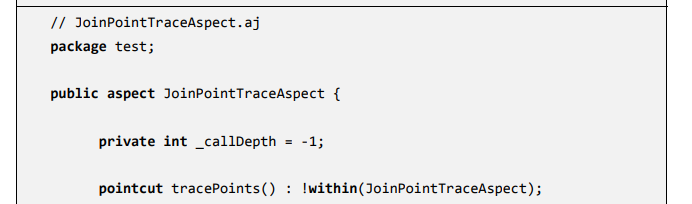 // JoinPointTraceAspect.aj
package test;
public aspect JoinPointTraceAspect {
private int _callDepth = -1;
pointcut tracePoints() : !within(JoinPointTraceAspect);